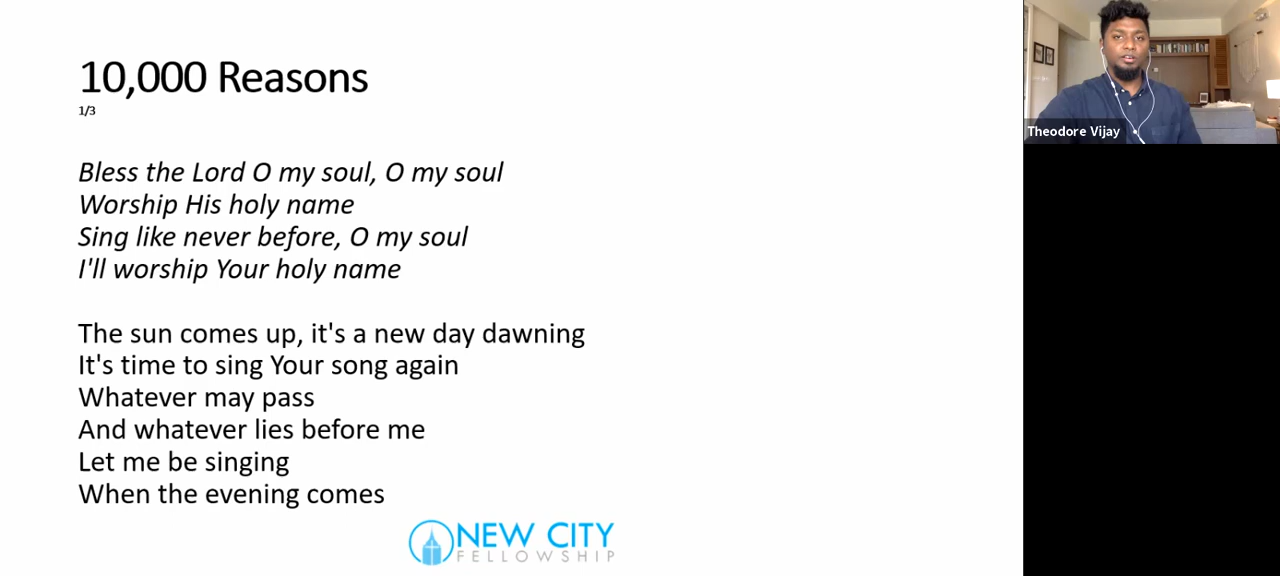 10,000 Reasons
1/3
Bless the Lord O my soul, O my soul
Worship His holy name
Sing like never before, O my soul
I'll worship Your holy name
The sun comes up, it's a new day dawning
It's time to sing Your song again
Whatever may pass
And whatever lies before me
Let me be singing
When the evening comes
NEW CITY
FELLOWSHIP
Theodore Vijay